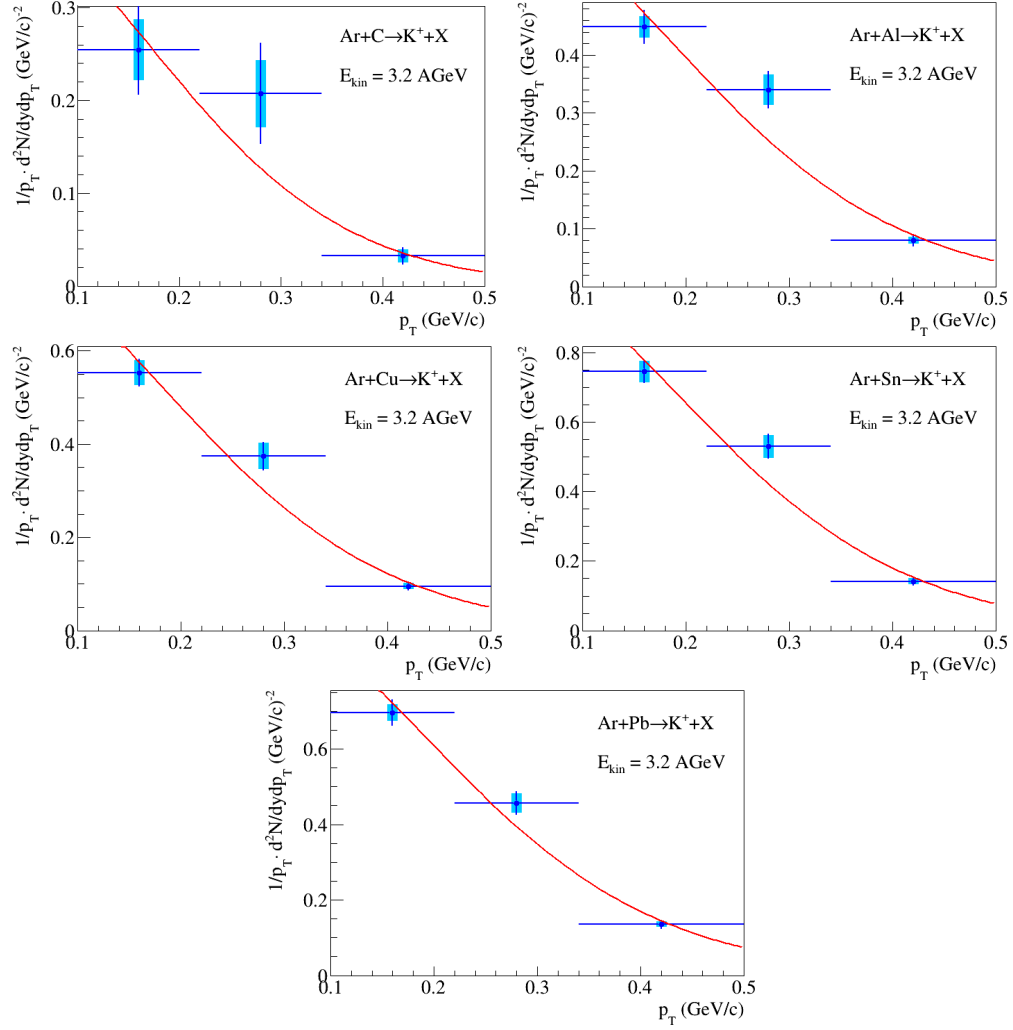 1/p_T · d²N/dydp_T (GeV/c)⁻²
0.3
0.2
0.1
0
Ar+C→K⁺+X
E_kin = 3.2 AGeV
0.1 0.2 0.3 0.4 0.5
p_T (GeV/c)
1/p_T · d²N/dydp_T (GeV/c)⁻²
0.4
0.2
0
Ar+Al→K⁺+X
E_kin = 3.2 AGeV
0.1 0.2 0.3 0.4 0.5
p_T (GeV/c)
1/p_T · d²N/dydp_T (GeV/c)⁻²
0.6
0.4
0.2
0
Ar+Cu→K⁺+X
E_kin = 3.2 AGeV
0.1 0.2 0.3 0.4 0.5
p_T (GeV/c)
1/p_T · d²N/dydp_T (GeV/c)⁻²
0.8
0.6
0.4
0.2
0
Ar+Sn→K⁺+X
E_kin = 3.2 AGeV
0.1 0.2 0.3 0.4 0.5
p_T (GeV/c)
1/p_T · d²N/dydp_T (GeV/c)⁻²
0.6
0.4
0.2
0
Ar+Pb→K⁺+X
E_kin = 3.2 AGeV
0.1 0.2 0.3 0.4 0.5
p_T (GeV/c)